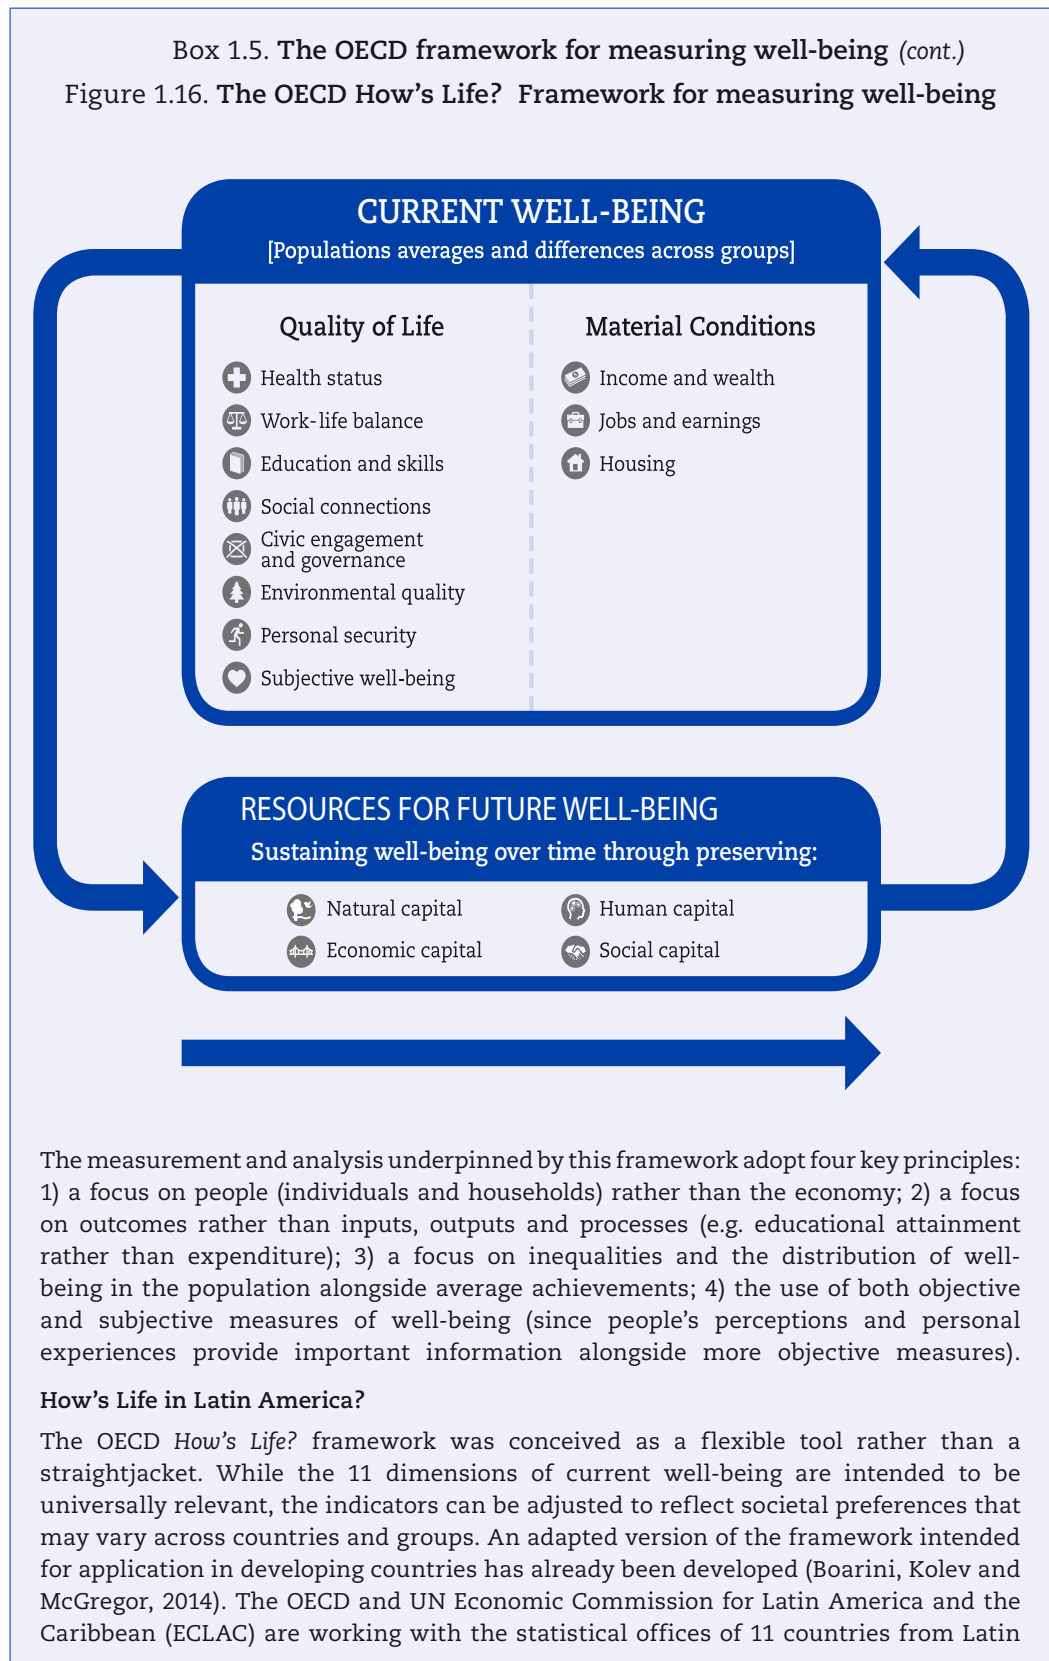 Box 1.5. The OECD framework for measuring well-being (cont.)
Figure 1.16. The OECD How's Life?  Framework for measuring well-being
CURRENT WELL-BEING
[Populations averages and differences across groups]
Quality of Life
Health status
Work-life balance
Education and skills
Social connections
Civic engagement
and governance
Environmental quality
Personal security
Subjective well-being
Material Conditions
Income and wealth
Jobs and earnings
Housing
RESOURCES FOR FUTURE WELL-BEING
Sustaining well-being over time through preserving:
Natural capital
Human capital
Economic capital
Social capital
The measurement and analysis underpinned by this framework adopt four key principles:
1) a focus on people (individuals and households) rather than the economy; 2) a focus
on outcomes rather than inputs, outputs and processes (e.g. educational attainment
rather than expenditure); 3) a focus on inequalities and the distribution of well-
being in the population alongside average achievements; 4) the use of both objective
and subjective measures of well-being (since people's perceptions and personal
experiences provide important information alongside more objective measures).
How's Life in Latin America?
The OECD How's Life? framework was conceived as a flexible tool rather than a
straightjacket. While the 11 dimensions of current well-being are intended to be
universally relevant, the indicators can be adjusted to reflect societal preferences that
may vary across countries and groups. An adapted version of the framework intended
for application in developing countries has already been developed (Boarini, Kolev and
McGregor, 2014). The OECD and UN Economic Commission for Latin America and the
Caribbean (ECLAC) are working with the statistical offices of 11 countries from Latin